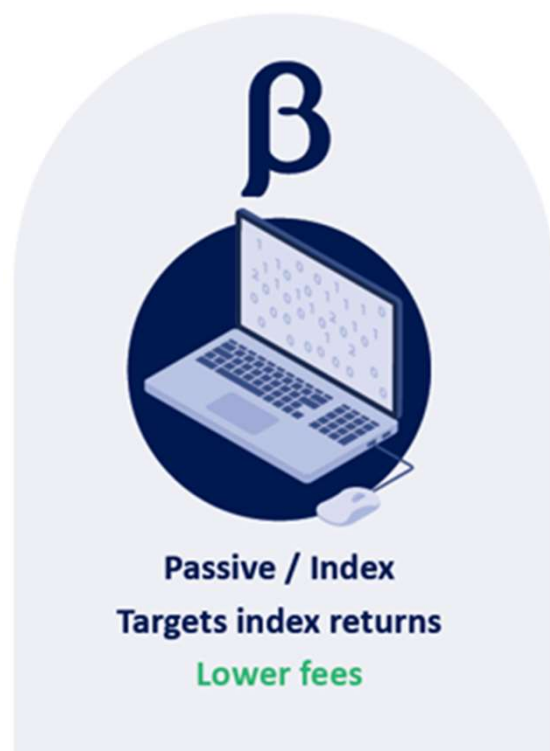 β
Passive / Index
Targets index returns
Lower fees